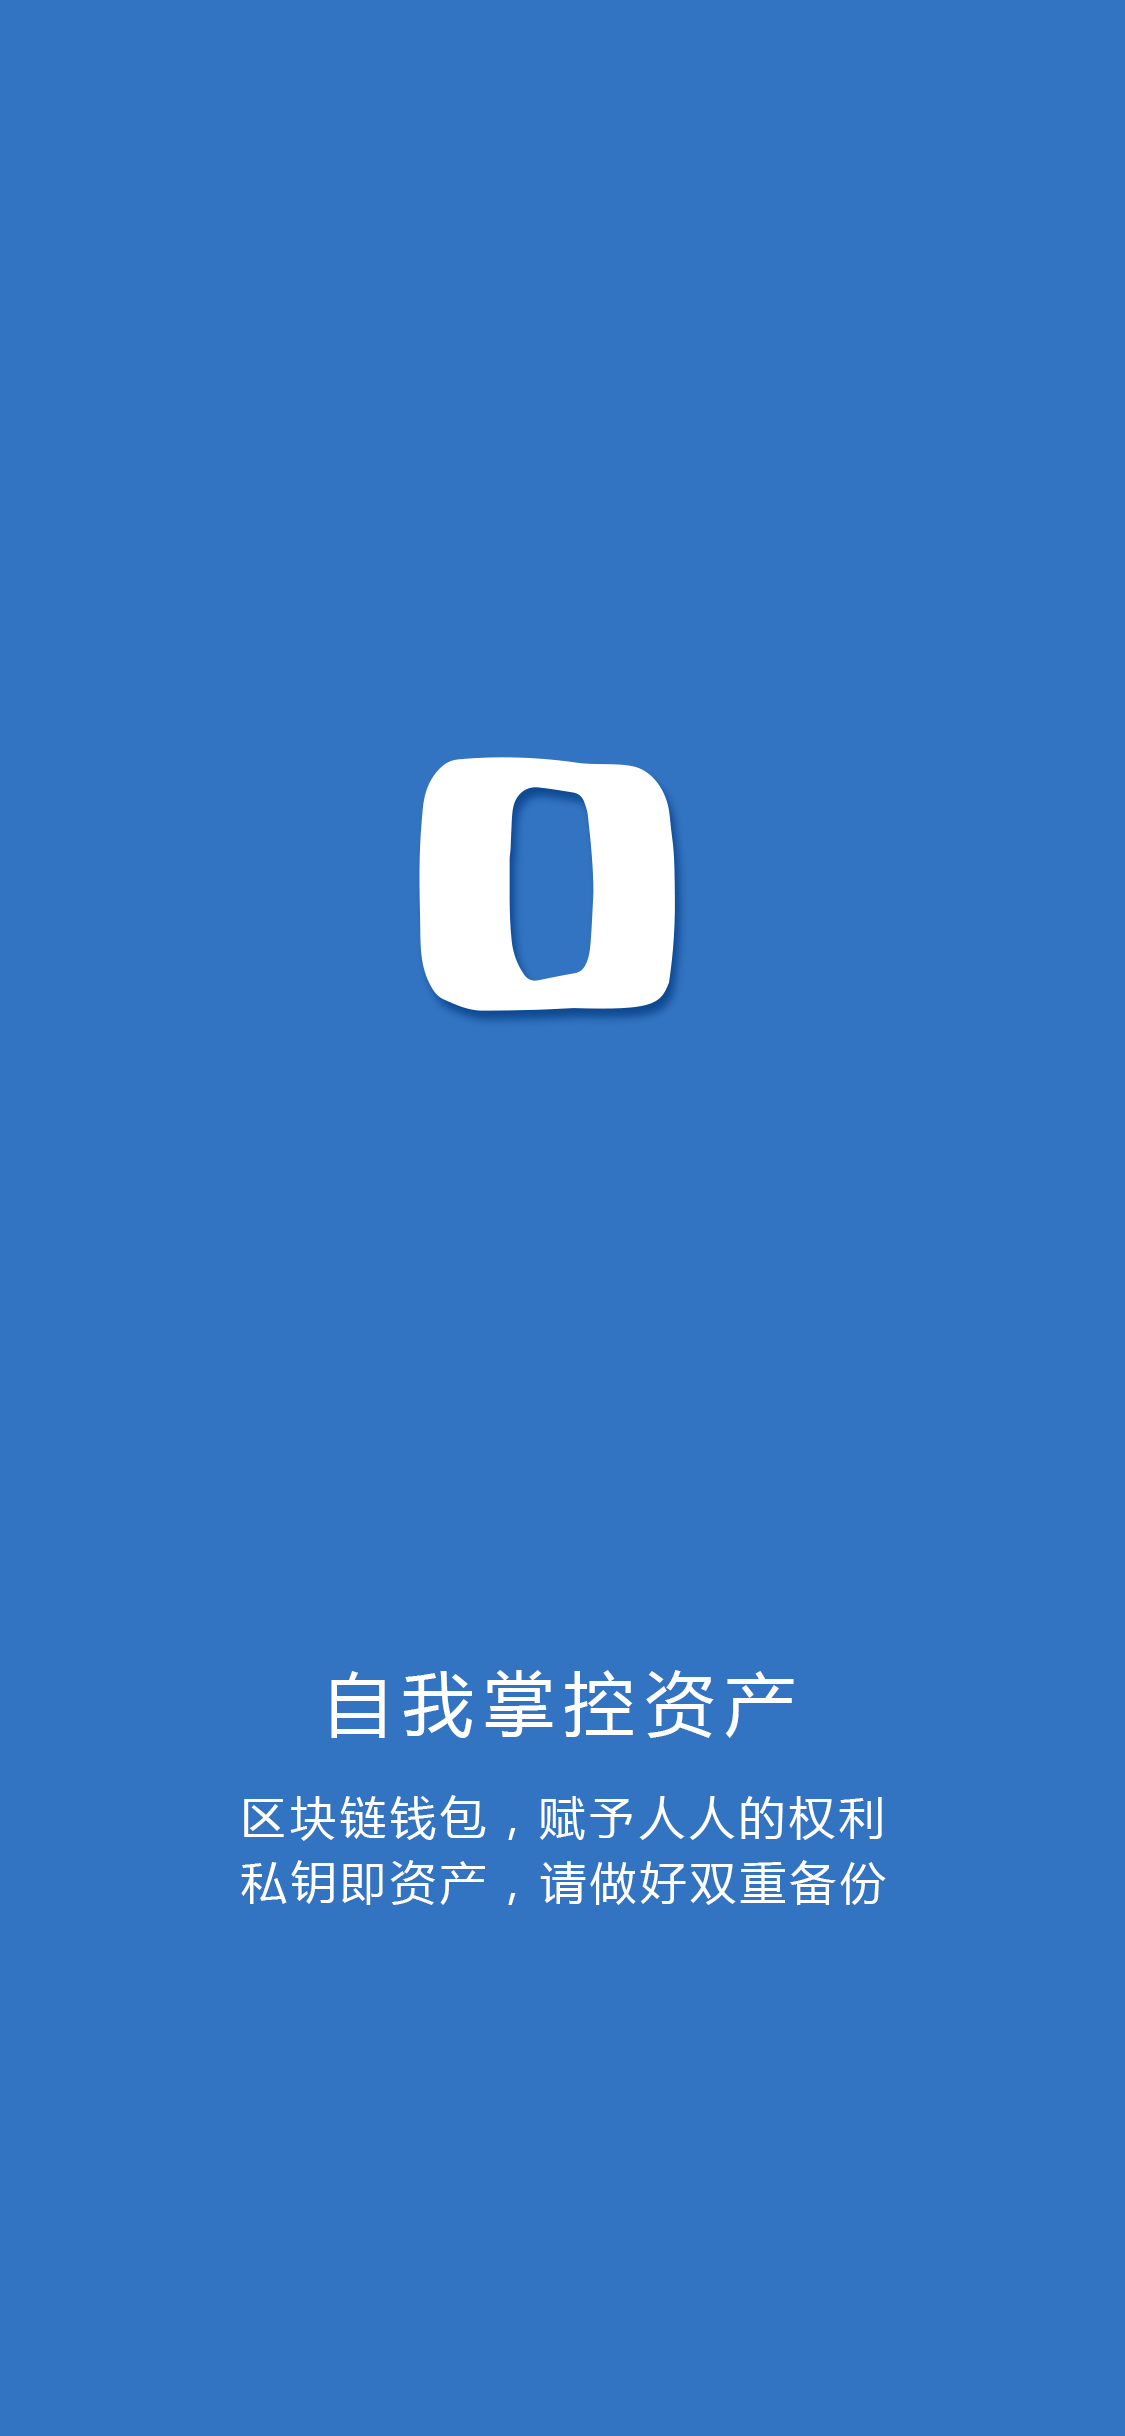 0
自我掌控资产
区块链钱包，赋予人人的权利
私钥即资产，请做好双重备份